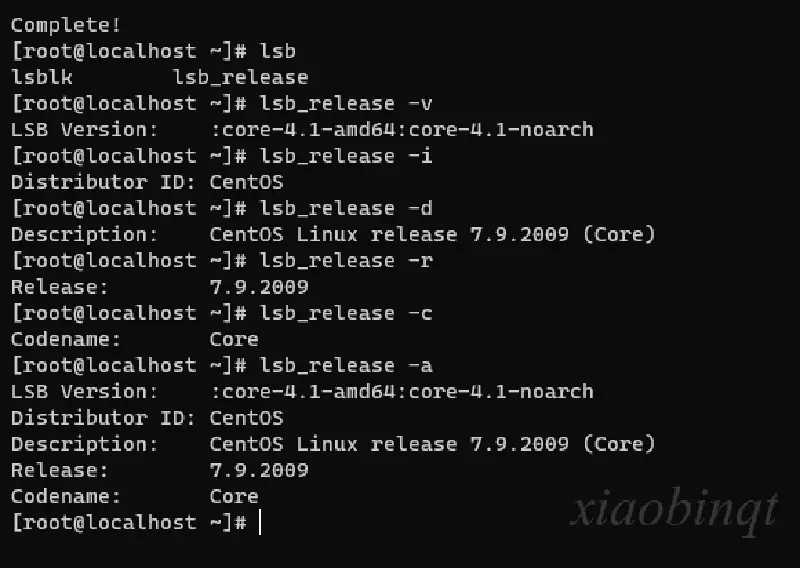 Complete!
[root@localhost ~]# lsb
lsblk        lsb_release
[root@localhost ~]# lsb_release -v
LSB Version:    :core-4.1-amd64:core-4.1-noarch
[root@localhost ~]# lsb_release -i
Distributor ID: CentOS
[root@localhost ~]# lsb_release -d
Description:    CentOS Linux release 7.9.2009 (Core)
[root@localhost ~]# lsb_release -r
Release:        7.9.2009
[root@localhost ~]# lsb_release -c
Codename:       Core
[root@localhost ~]# lsb_release -a
LSB Version:    :core-4.1-amd64:core-4.1-noarch
Distributor ID: CentOS
Description:    CentOS Linux release 7.9.2009 (Core)
Release:        7.9.2009
Codename:       Core
[root@localhost ~]#
xiaobinqt